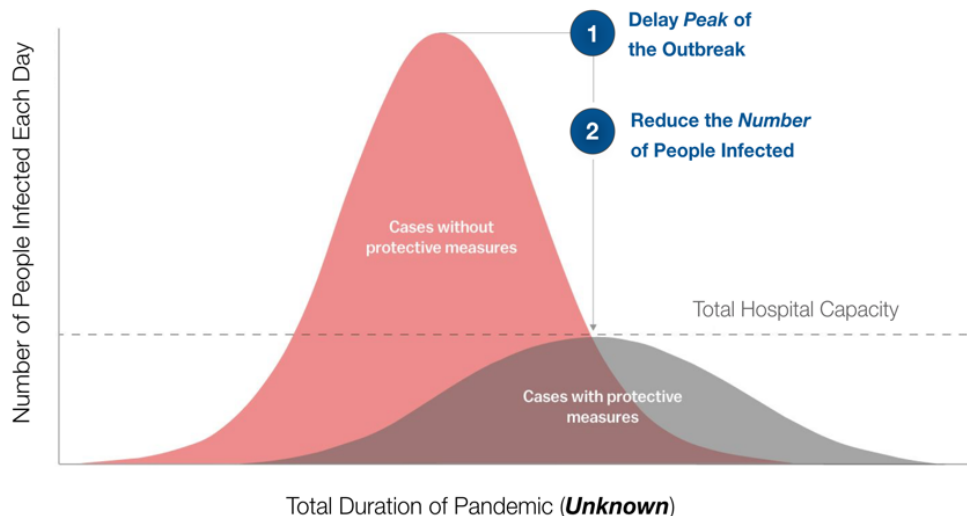 Number of People Infected Each Day
1
Delay Peak of
the Outbreak
2
Reduce the Number
of People Infected
Cases without
protective measures
Total Hospital Capacity
Cases with protective
measures
Total Duration of Pandemic (Unknown)